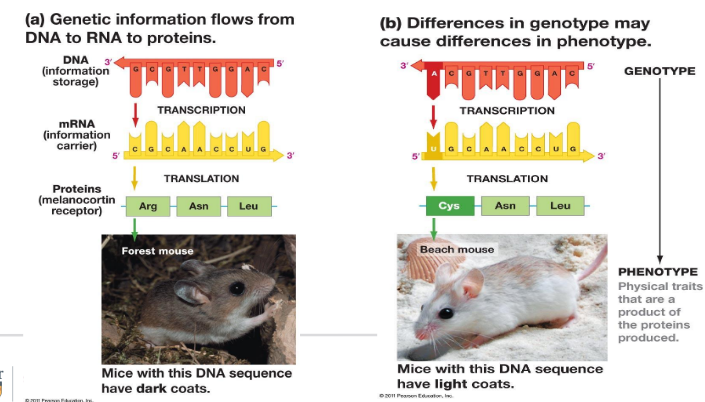 (a) Genetic information flows from
DNA to RNA to proteins.
DNA
(information
storage)
3'
G C G T T G G A C
5'
TRANSCRIPTION
mRNA
(information
carrier)
C G C A A C C U G
5'
3'
TRANSLATION
Proteins
(melanocortin
receptor)
Arg Asn Leu
Forest mouse
Mice with this DNA sequence
have dark coats.
© 2011 Pearson Education, Inc.
(b) Differences in genotype may
cause differences in phenotype.
3'
A C G T T G G A C
5'
GENOTYPE
TRANSCRIPTION
U G C A A C C U G
5'
3'
TRANSLATION
Cys Asn Leu
Beach mouse
PHENOTYPE
Physical traits
that are a
product of
the proteins
produced.
Mice with this DNA sequence
have light coats.
© 2011 Pearson Education, Inc.